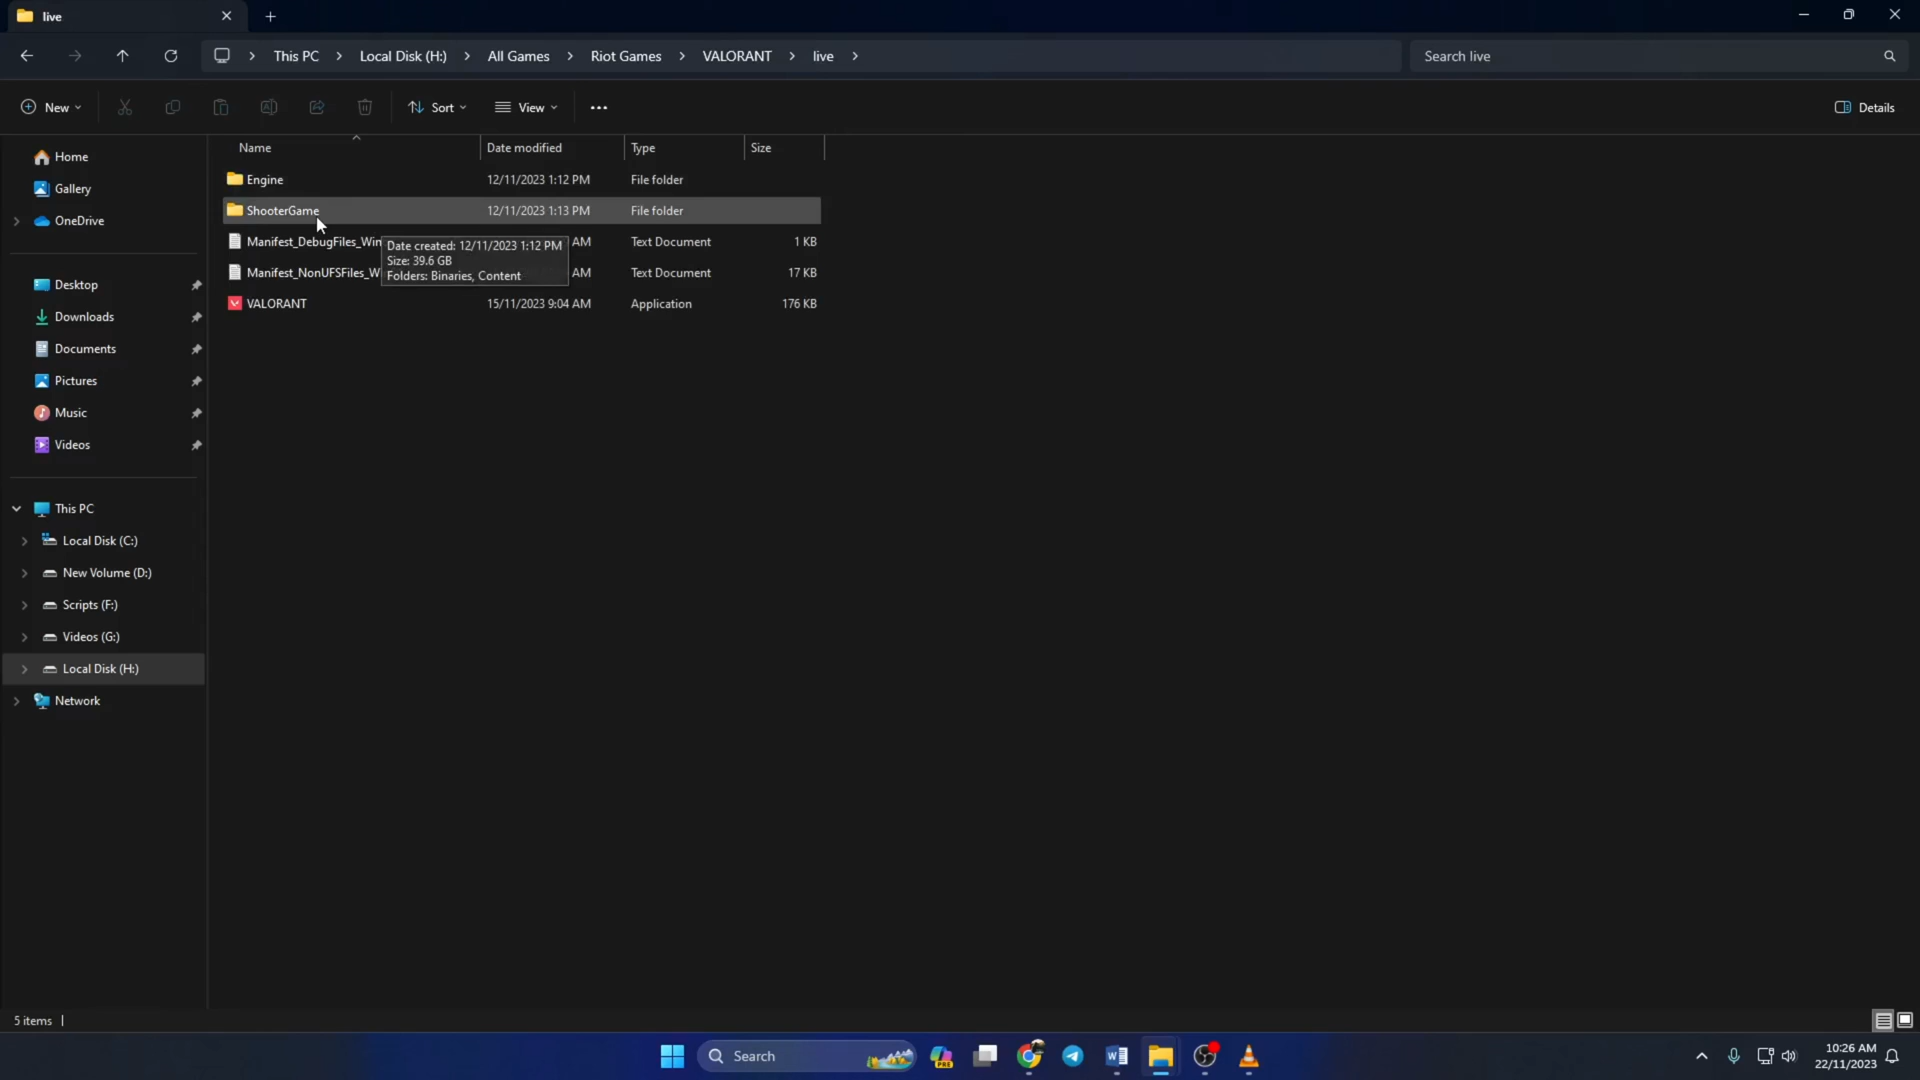 live
This PC
Local Disk (H:)
All Games
Riot Games
VALORANT
live
Search live
New
Sort
View
Details
Name
Date modified
Type
Size
Engine
12/11/2023 1:12 PM
File folder
ShooterGame
12/11/2023 1:13 PM
File folder
Manifest_DebugFiles_Win
AM
Text Document
1 KB
Manifest_NonUFSFiles_W
AM
Text Document
17 KB
VALORANT
15/11/2023 9:04 AM
Application
176 KB
Date created: 12/11/2023 1:12 PM
Size: 39.6 GB
Folders: Binaries, Content
Home
Gallery
OneDrive
Desktop
Downloads
Documents
Pictures
Music
Videos
This PC
Local Disk (C:)
New Volume (D:)
Scripts (F:)
Videos (G:)
Local Disk (H:)
Network
5 items
Search
PRE
10:26 AM
22/11/2023